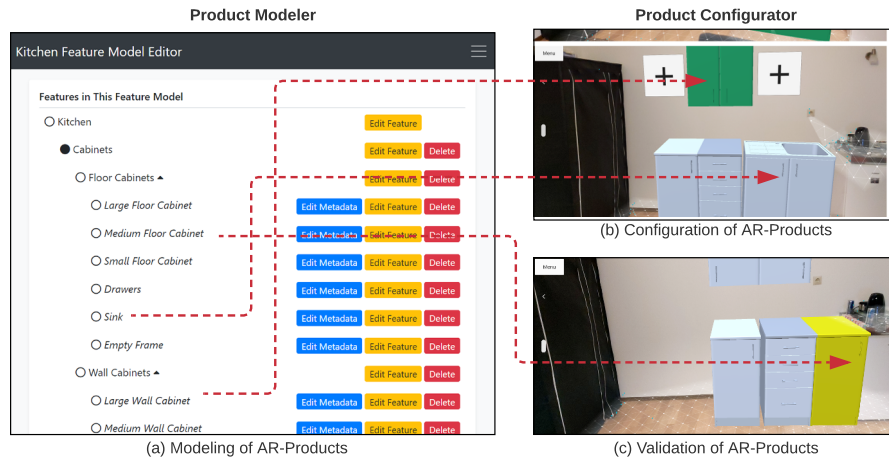 Product Modeler
Product Configurator
Kitchen Feature Model Editor
Features in This Feature Model
Kitchen
Edit Feature
Cabinets
Edit Feature Delete
Floor Cabinets
Edit Feature Delete
Large Floor Cabinet
Edit Metadata Edit Feature Delete
Medium Floor Cabinet
Edit Metadata Edit Feature Delete
Small Floor Cabinet
Edit Metadata Edit Feature Delete
Drawers
Edit Metadata Edit Feature Delete
Sink
Edit Metadata Edit Feature Delete
Empty Frame
Edit Metadata Edit Feature Delete
Wall Cabinets
Edit Feature Delete
Large Wall Cabinet
Edit Metadata Edit Feature Delete
Medium Wall Cabinet
Edit Metadata Edit Feature Delete
(a) Modeling of AR-Products
Menu
+ +
(b) Configuration of AR-Products
Menu
(c) Validation of AR-Products